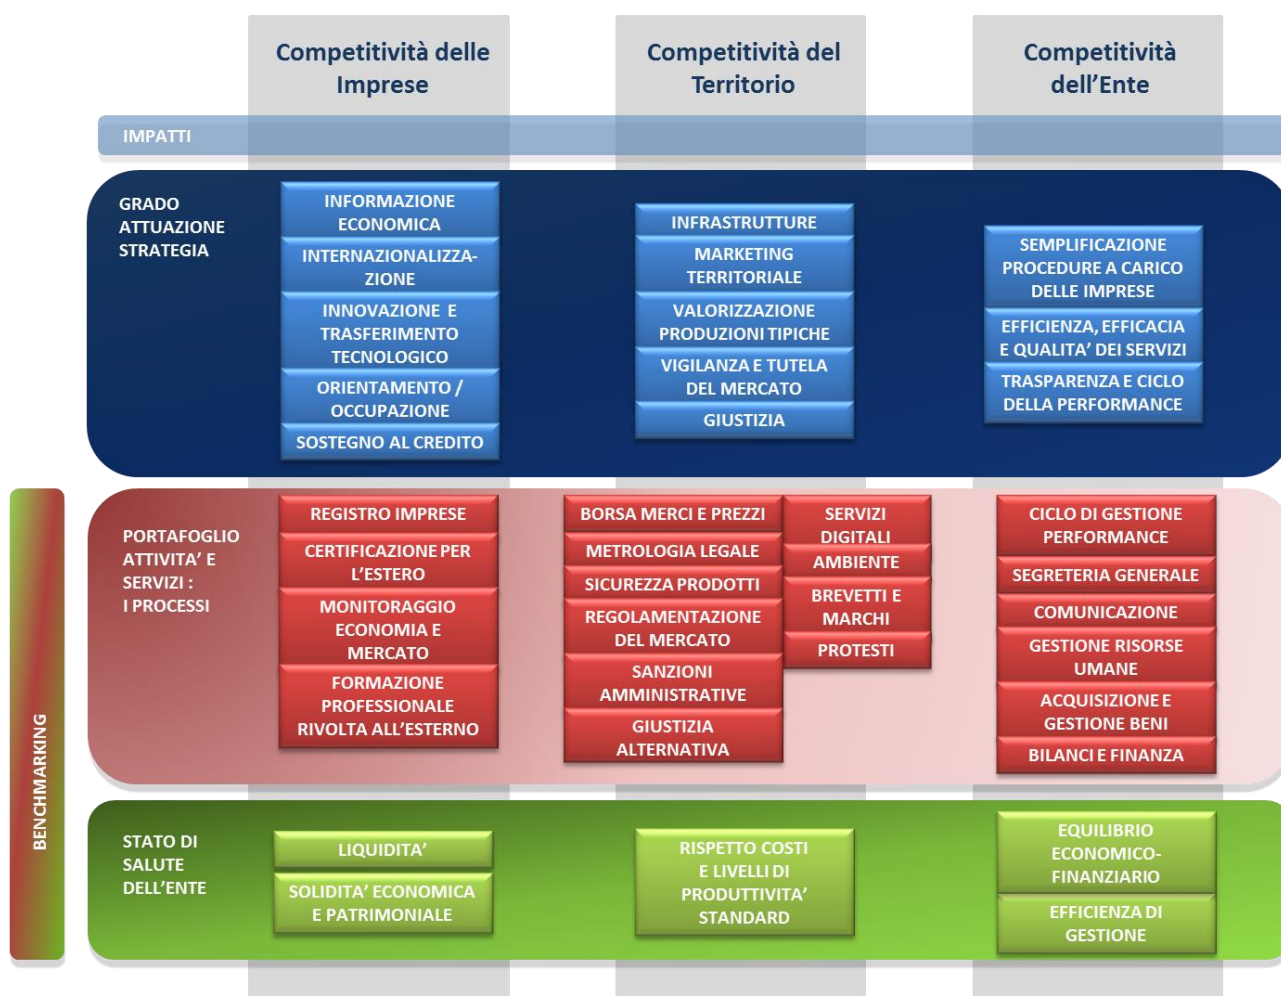 Competitività delle
Imprese
Competitività del
Territorio
Competitività
dell’Ente
IMPATTI
GRADO
ATTUAZIONE
STRATEGIA
INFORMAZIONE
ECONOMICA
INTERNAZIONALIZZA-
ZIONE
INNOVAZIONE E
TRASFERIMENTO
TECNOLOGICO
ORIENTAMENTO /
OCCUPAZIONE
SOSTEGNO AL CREDITO
INFRASTRUTTURE
MARKETING
TERRITORIALE
VALORIZZAZIONE
PRODUZIONI TIPICHE
VIGILANZA E TUTELA
DEL MERCATO
GIUSTIZIA
SEMPLIFICAZIONE
PROCEDURE A CARICO
DELLE IMPRESE
EFFICIENZA, EFFICACIA
E QUALITA’ DEI SERVIZI
TRASPARENZA E CICLO
DELLA PERFORMANCE
BENCHMARKING
PORTAFOGLIO
ATTIVITA’ E
SERVIZI :
I PROCESSI
REGISTRO IMPRESE
CERTIFICAZIONE PER
L’ESTERO
MONITORAGGIO
ECONOMIA E
MERCATO
FORMAZIONE
PROFESSIONALE
RIVOLTA ALL’ESTERNO
BORSA MERCI E PREZZI
METROLOGIA LEGALE
SICUREZZA PRODOTTI
REGOLAMENTAZIONE
DEL MERCATO
SANZIONI
AMMINISTRATIVE
GIUSTIZIA
ALTERNATIVA
SERVIZI
DIGITALI
AMBIENTE
BREVETTI E
MARCHI
PROTESTI
CICLO DI GESTIONE
PERFORMANCE
SEGRETERIA GENERALE
COMUNICAZIONE
GESTIONE RISORSE
UMANE
ACQUISIZIONE E
GESTIONE BENI
BILANCI E FINANZA
STATO DI
SALUTE
DELL’ENTE
LIQUIDITA’
SOLIDITA’ ECONOMICA
E PATRIMONIALE
RISPETTO COSTI
E LIVELLI DI
PRODUTTIVITA’
STANDARD
EQUILIBRIO
ECONOMICO-
FINANZIARIO
EFFICIENZA DI
GESTIONE